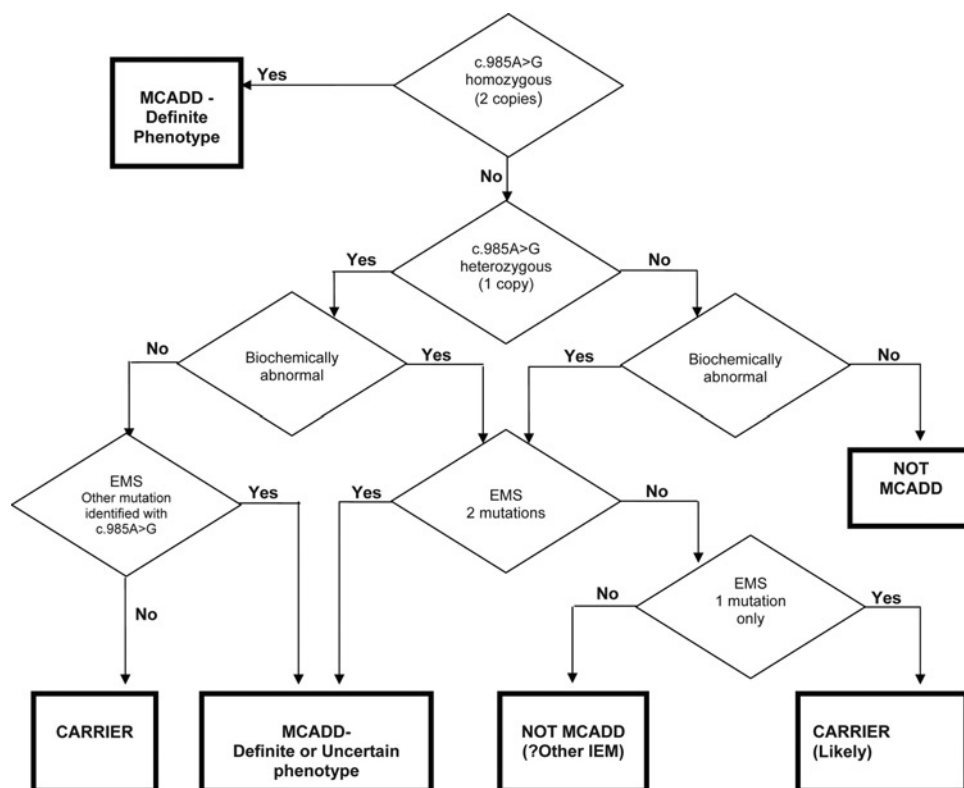 c.985A>G
homozygous
(2 copies)
Yes
MCADD -
Definite
Phenotype
No
c.985A>G
heterozygous
(1 copy)
Yes
No
Biochemically
abnormal
No
Yes
Biochemically
abnormal
Yes
No
EMS
Other mutation
identified with
c.985A>G
Yes
No
EMS
2 mutations
Yes
No
NOT
MCADD
EMS
1 mutation
only
No
Yes
CARRIER
MCADD-
Definite or Uncertain
phenotype
NOT MCADD
(?Other IEM)
CARRIER
(Likely)